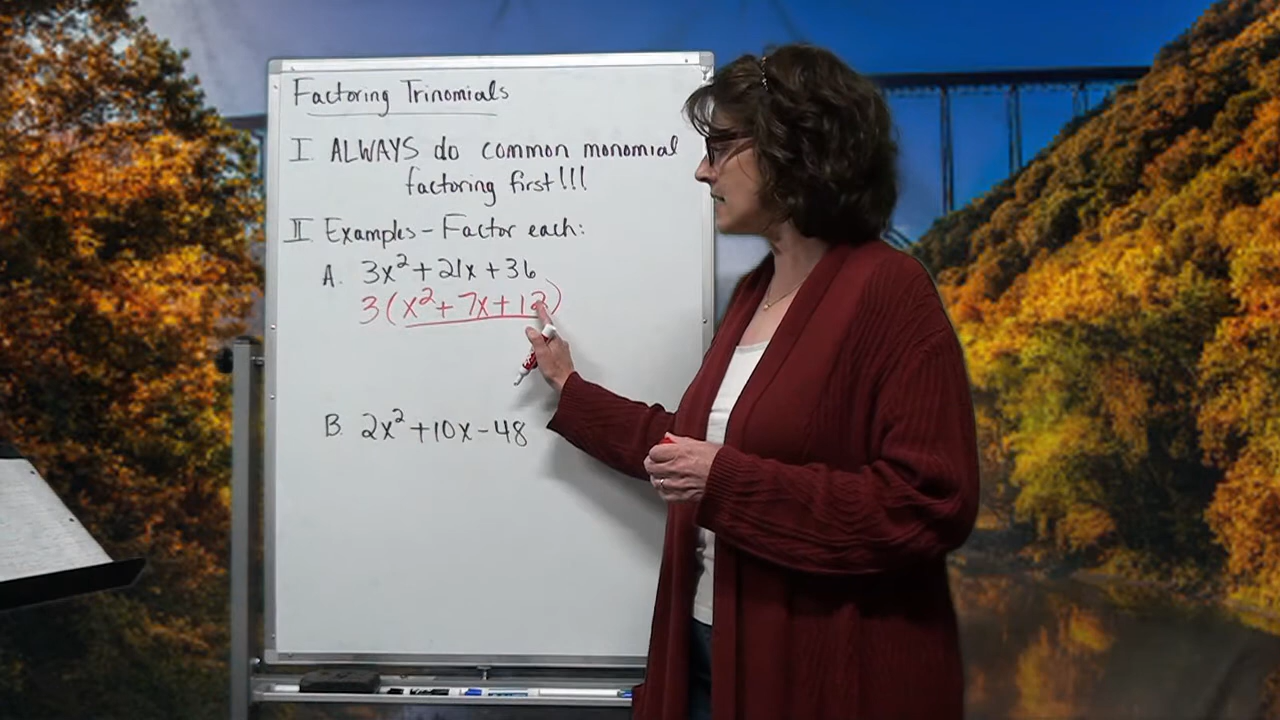 Factoring Trinomials
I. ALWAYS do common monomial
factoring first!!!
II. Examples - Factor each:
A. 3x² + 21x + 36
3(x² + 7x + 12)
B. 2x² + 10x - 48